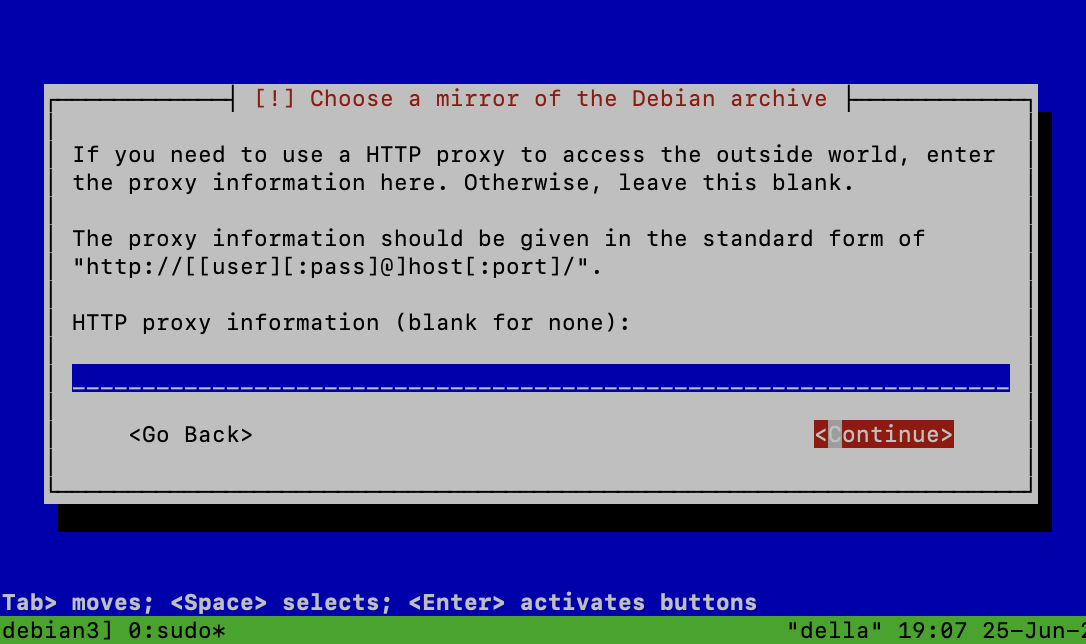 [!] Choose a mirror of the Debian archive
If you need to use a HTTP proxy to access the outside world, enter
the proxy information here. Otherwise, leave this blank.
The proxy information should be given in the standard form of
"http://[[user][:pass]@]host[:port]/".
HTTP proxy information (blank for none):
<Go Back> <Continue>
Tab> moves; <Space> selects; <Enter> activates buttons
debian3] 0:sudo* "della" 19:07 25-Jun-